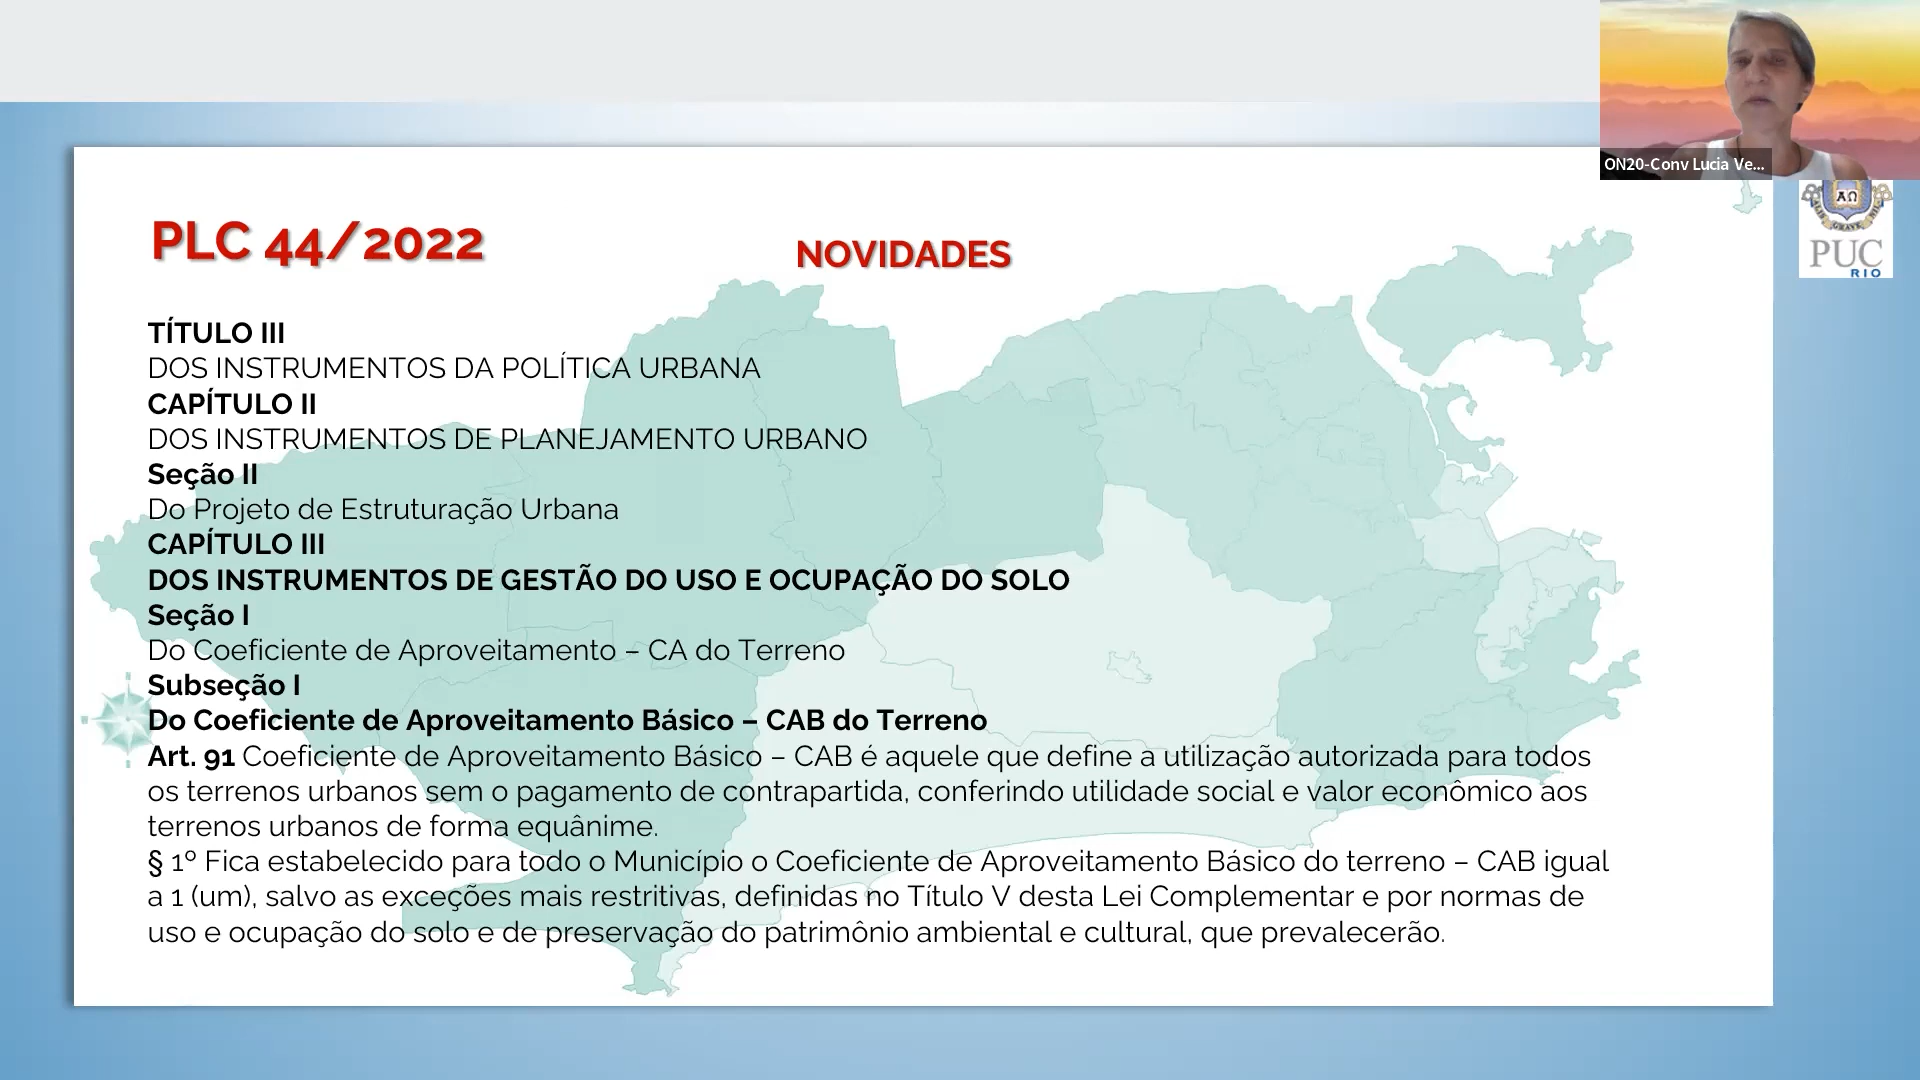 ON20-Conv Lucia Ve...
ΑΩ
GRAVE
PUC
RIO
PLC 44/2022
NOVIDADES
TÍTULO III
DOS INSTRUMENTOS DA POLÍTICA URBANA
CAPÍTULO II
DOS INSTRUMENTOS DE PLANEJAMENTO URBANO
Seção II
Do Projeto de Estruturação Urbana
CAPÍTULO III
DOS INSTRUMENTOS DE GESTÃO DO USO E OCUPAÇÃO DO SOLO
Seção I
Do Coeficiente de Aproveitamento – CA do Terreno
Subseção I
Do Coeficiente de Aproveitamento Básico – CAB do Terreno
Art. 91 Coeficiente de Aproveitamento Básico – CAB é aquele que define a utilização autorizada para todos
os terrenos urbanos sem o pagamento de contrapartida, conferindo utilidade social e valor econômico aos
terrenos urbanos de forma equânime.
§ 1º Fica estabelecido para todo o Município o Coeficiente de Aproveitamento Básico do terreno – CAB igual
a 1 (um), salvo as exceções mais restritivas, definidas no Título V desta Lei Complementar e por normas de
uso e ocupação do solo e de preservação do patrimônio ambiental e cultural, que prevalecerão.